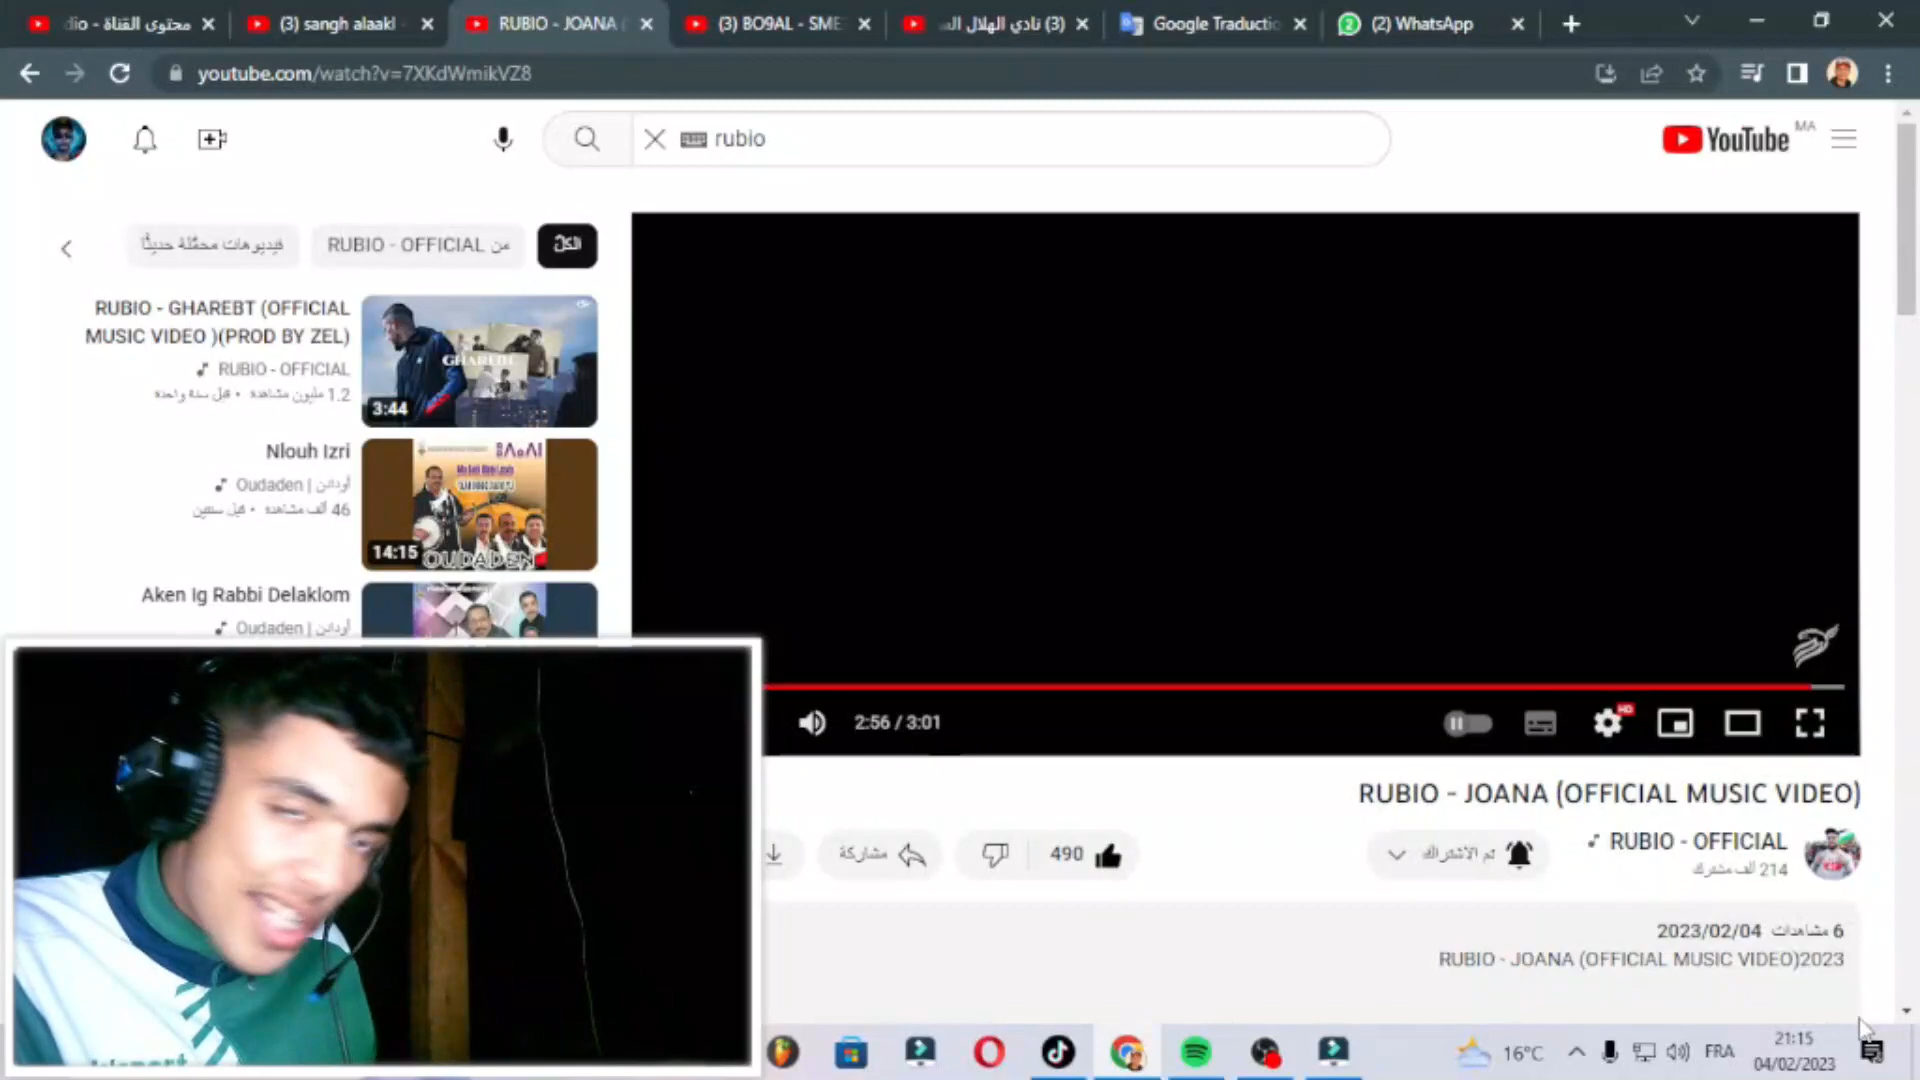 محتوى القناة - dio
(3) sangh alaakl
RUBIO - JOANA (
(3) BO9AL - SME
(3) نادي الهلال ال
Google Traductio
(2) WhatsApp
youtube.com/watch?v=7XKdWmikVZ8
rubio
YouTube MA
الكل
من RUBIO - OFFICIAL
فيديوهات محمّلة حديثًا
RUBIO - GHAREBT (OFFICIAL
MUSIC VIDEO )(PROD BY ZEL)
RUBIO - OFFICIAL
1.2 مليون مشاهدة • قبل سنة واحدة
GHAREBT
3:44
Nlouh Izri
Oudaden | أودادن
46 ألف مشاهدة • قبل سنتين
14:15
OUDADEN
Aken Ig Rabbi Delaklom
Oudaden | أودادن
2:56 / 3:01
HD
RUBIO - JOANA (OFFICIAL MUSIC VIDEO)
RUBIO - OFFICIAL
214 ألف مشترك
تم الاشتراك
490
مشاركة
6 مشاهدات 2023/02/04
RUBIO - JOANA (OFFICIAL MUSIC VIDEO)2023
16°C
FRA
21:15
04/02/2023